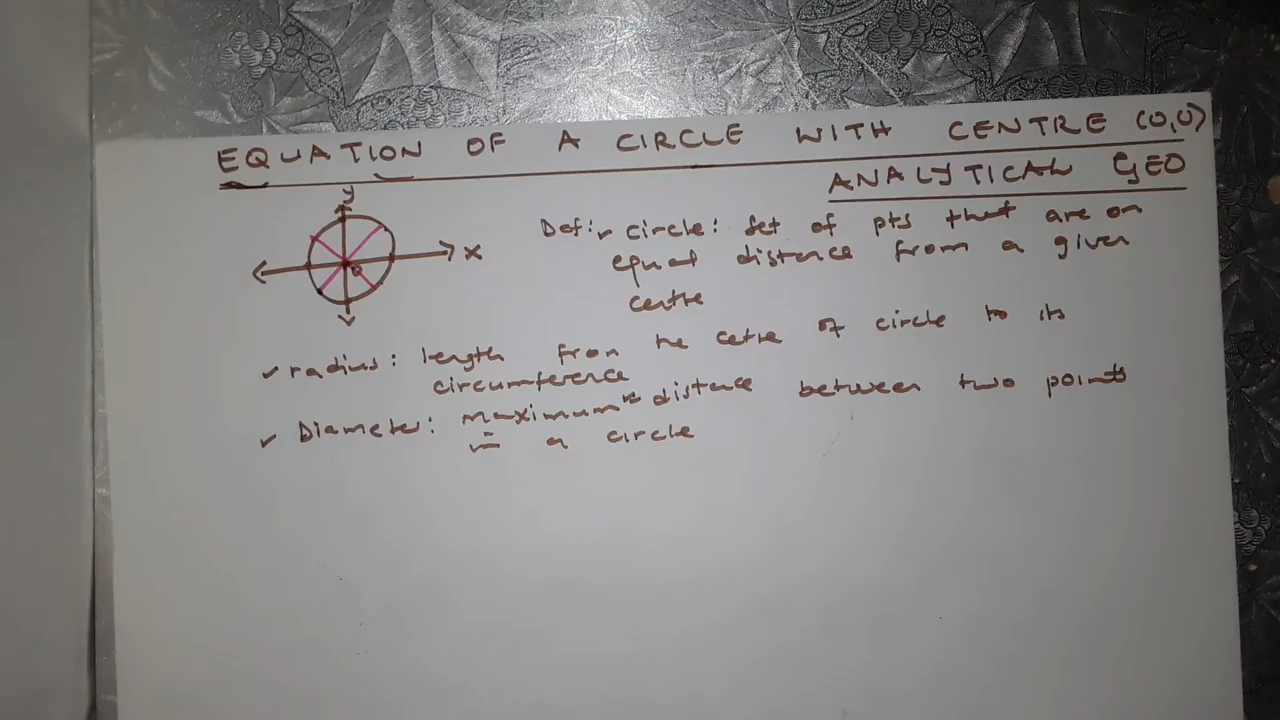 EQUATION OF A CIRCLE WITH CENTRE (0,0)
ANALYTICAL GEO
y
x
O
Def: ✓ circle: set of pts that are on
equal distance from a given
centre
✓ radius: length from the cetre of circle to its
circumference
✓ Diameter: maximum distance between two points
in a circle